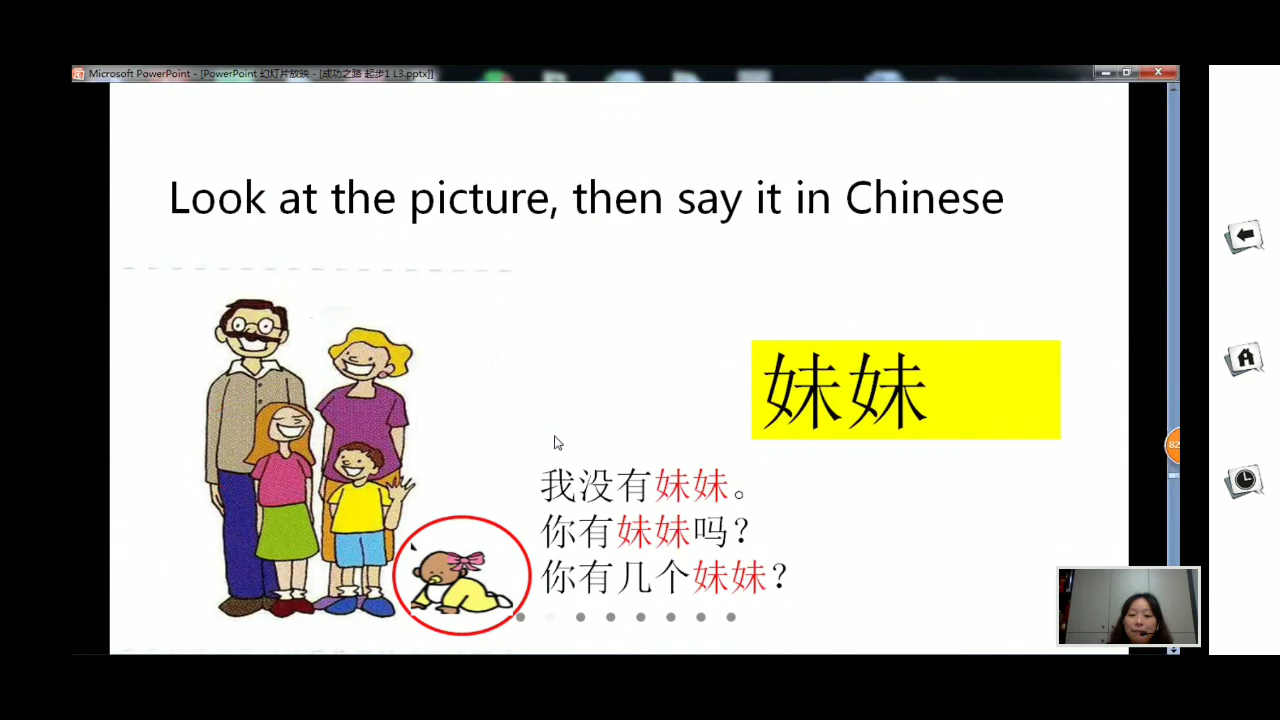 Microsoft PowerPoint - [PowerPoint 幻灯片放映 - [成功之路 起步1 L3.pptx]]
Look at the picture, then say it in Chinese
妹妹
我没有妹妹。
你有妹妹吗？
你有几个妹妹？
82